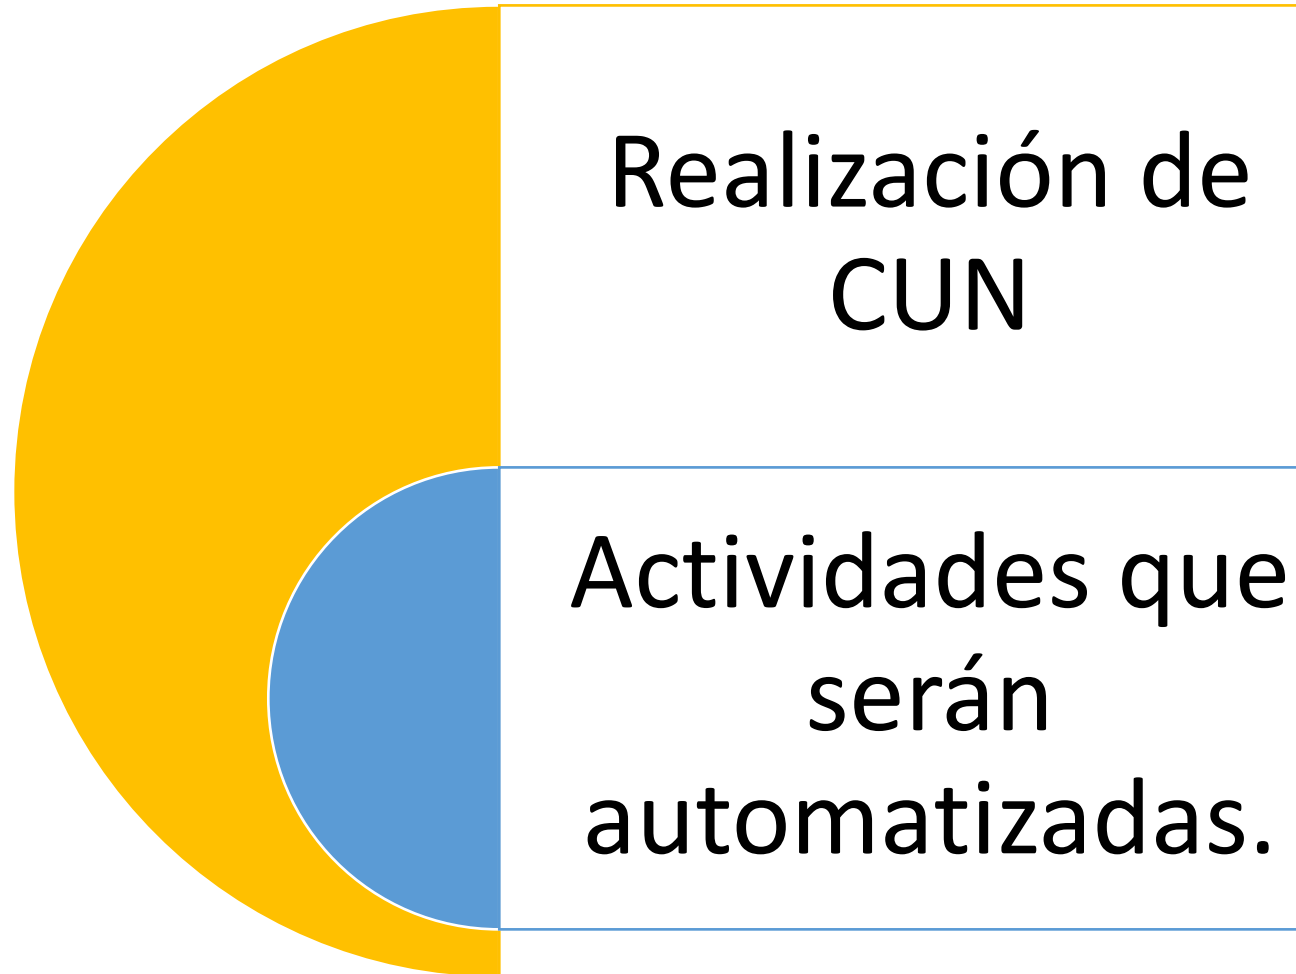 Realización de
CUN
Actividades que
serán
automatizadas.